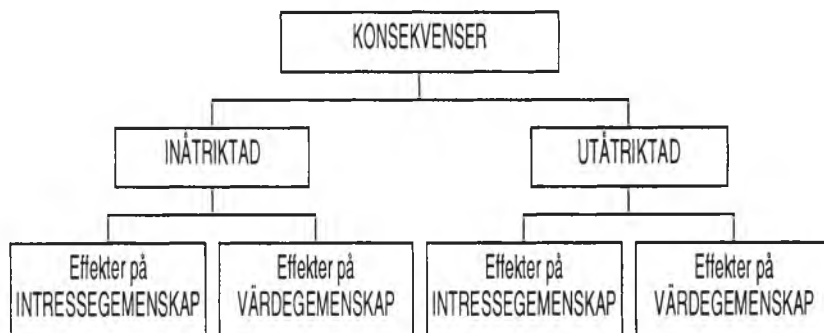 KONSEKVENSER
INÅTRIKTAD
UTÅTRIKTAD
Effekter på
INTRESSEGEMENSKAP
Effekter på
VÄRDEGEMENSKAP
Effekter på
INTRESSEGEMENSKAP
Effekter på
VÄRDEGEMENSKAP